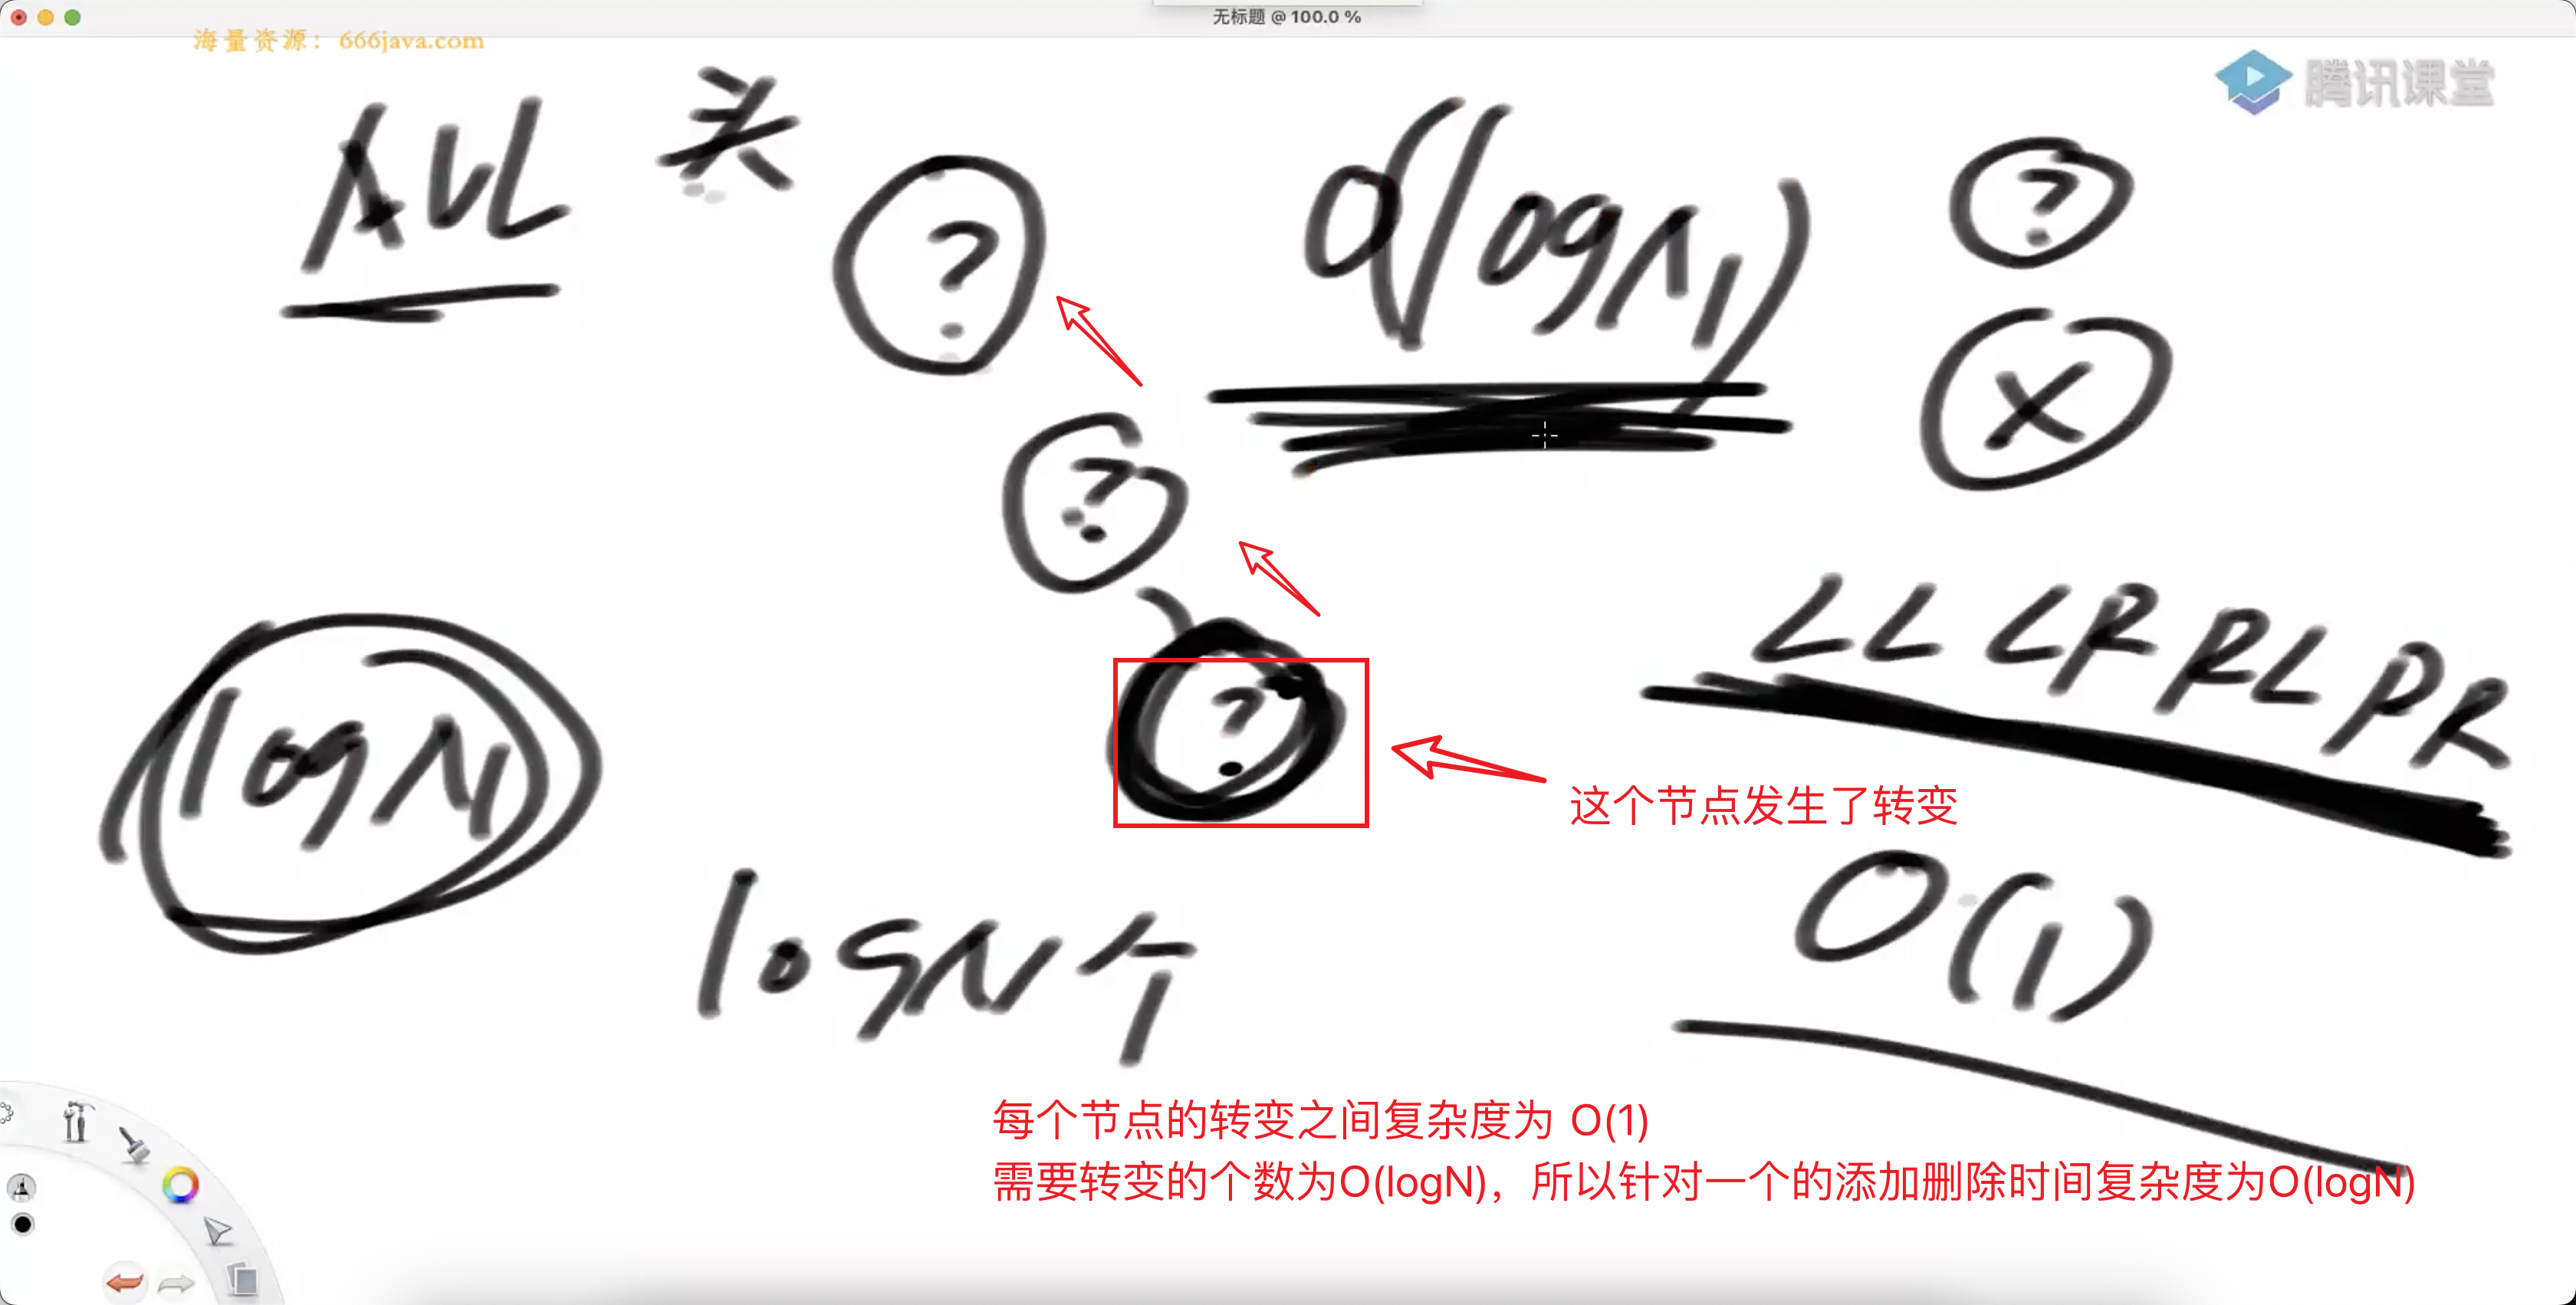 无标题 @ 100.0 %
海量资源：666java.com
腾讯课堂
AVL 头
?
O(logN)
?
X
?
LL LR RL RR
?
logN
这个节点发生了转变
O(1)
logN个
每个节点的转变之间复杂度为 O(1)
需要转变的个数为O(logN)，所以针对一个的添加删除时间复杂度为O(logN)